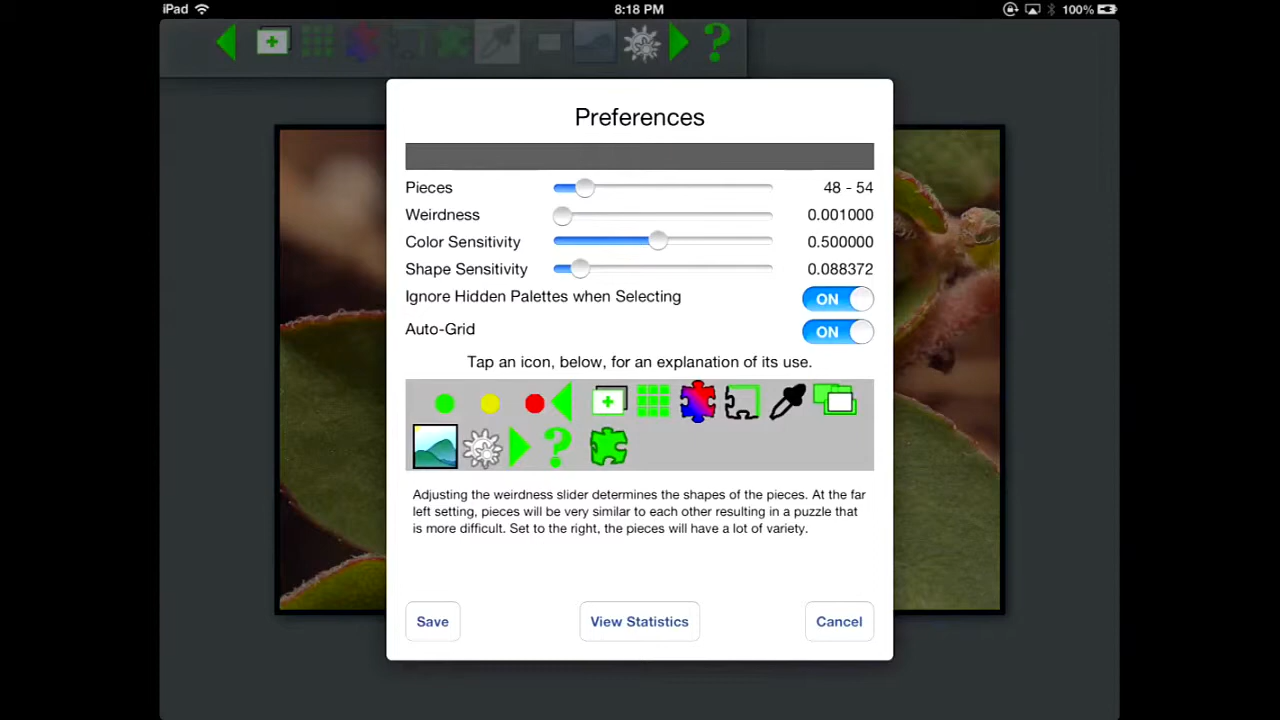 iPad 8:18 PM 100%
Preferences
Pieces 48 - 54
Weirdness 0.001000
Color Sensitivity 0.500000
Shape Sensitivity 0.088372
Ignore Hidden Palettes when Selecting ON
Auto-Grid ON
Tap an icon, below, for an explanation of its use.
Adjusting the weirdness slider determines the shapes of the pieces. At the far
left setting, pieces will be very similar to each other resulting in a puzzle that
is more difficult. Set to the right, the pieces will have a lot of variety.
Save View Statistics Cancel